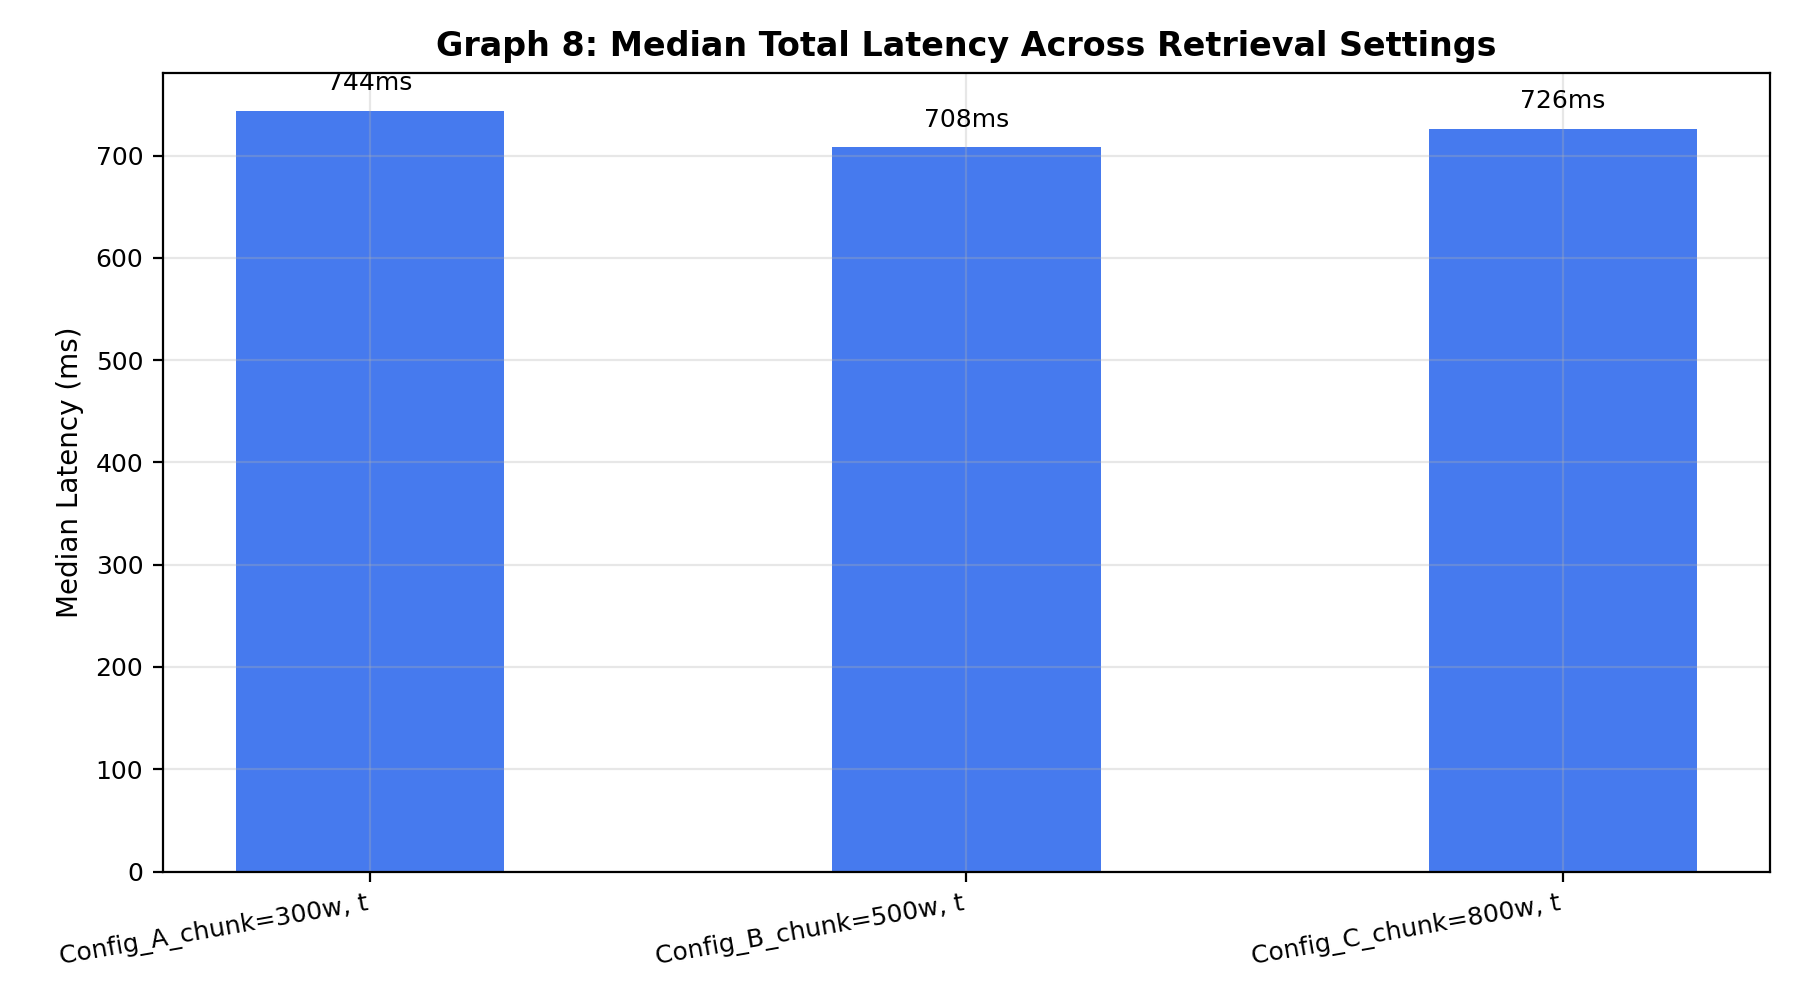 Graph 8: Median Total Latency Across Retrieval Settings
744ms
708ms
726ms
700
600
500
400
300
200
100
0
Median Latency (ms)
Config_A_chunk=300w, t
Config_B_chunk=500w, t
Config_C_chunk=800w, t